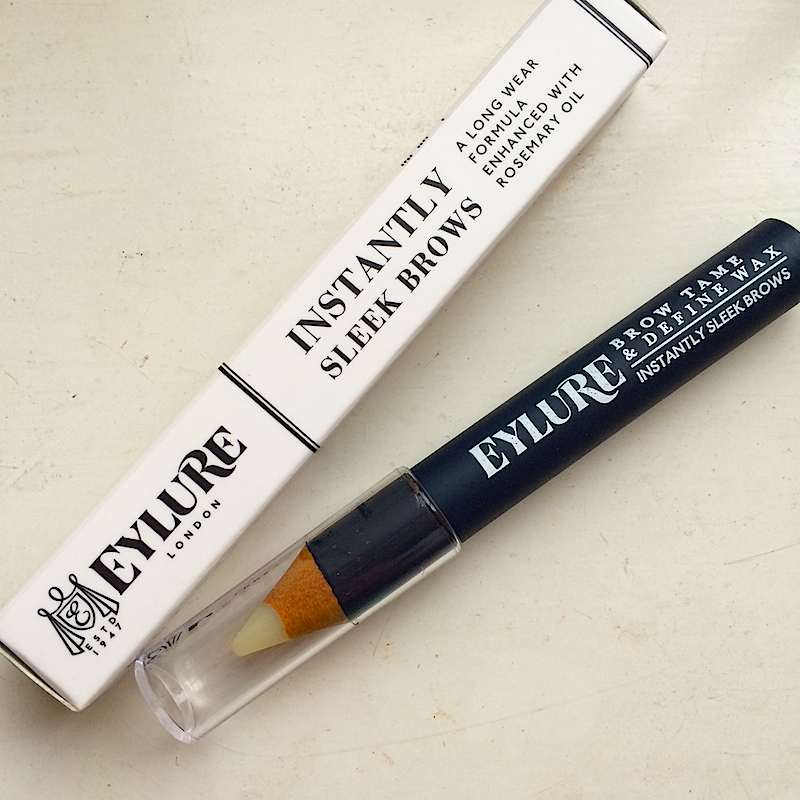 INSTANTLY
SLEEK BROWS
A LONG WEAR
FORMULA
ENHANCED WITH
ROSEMARY OIL
EYLURE
LONDON
E
ESTD
1947
EYLURE
BROW TAME
& DEFINE WAX
INSTANTLY SLEEK BROWS